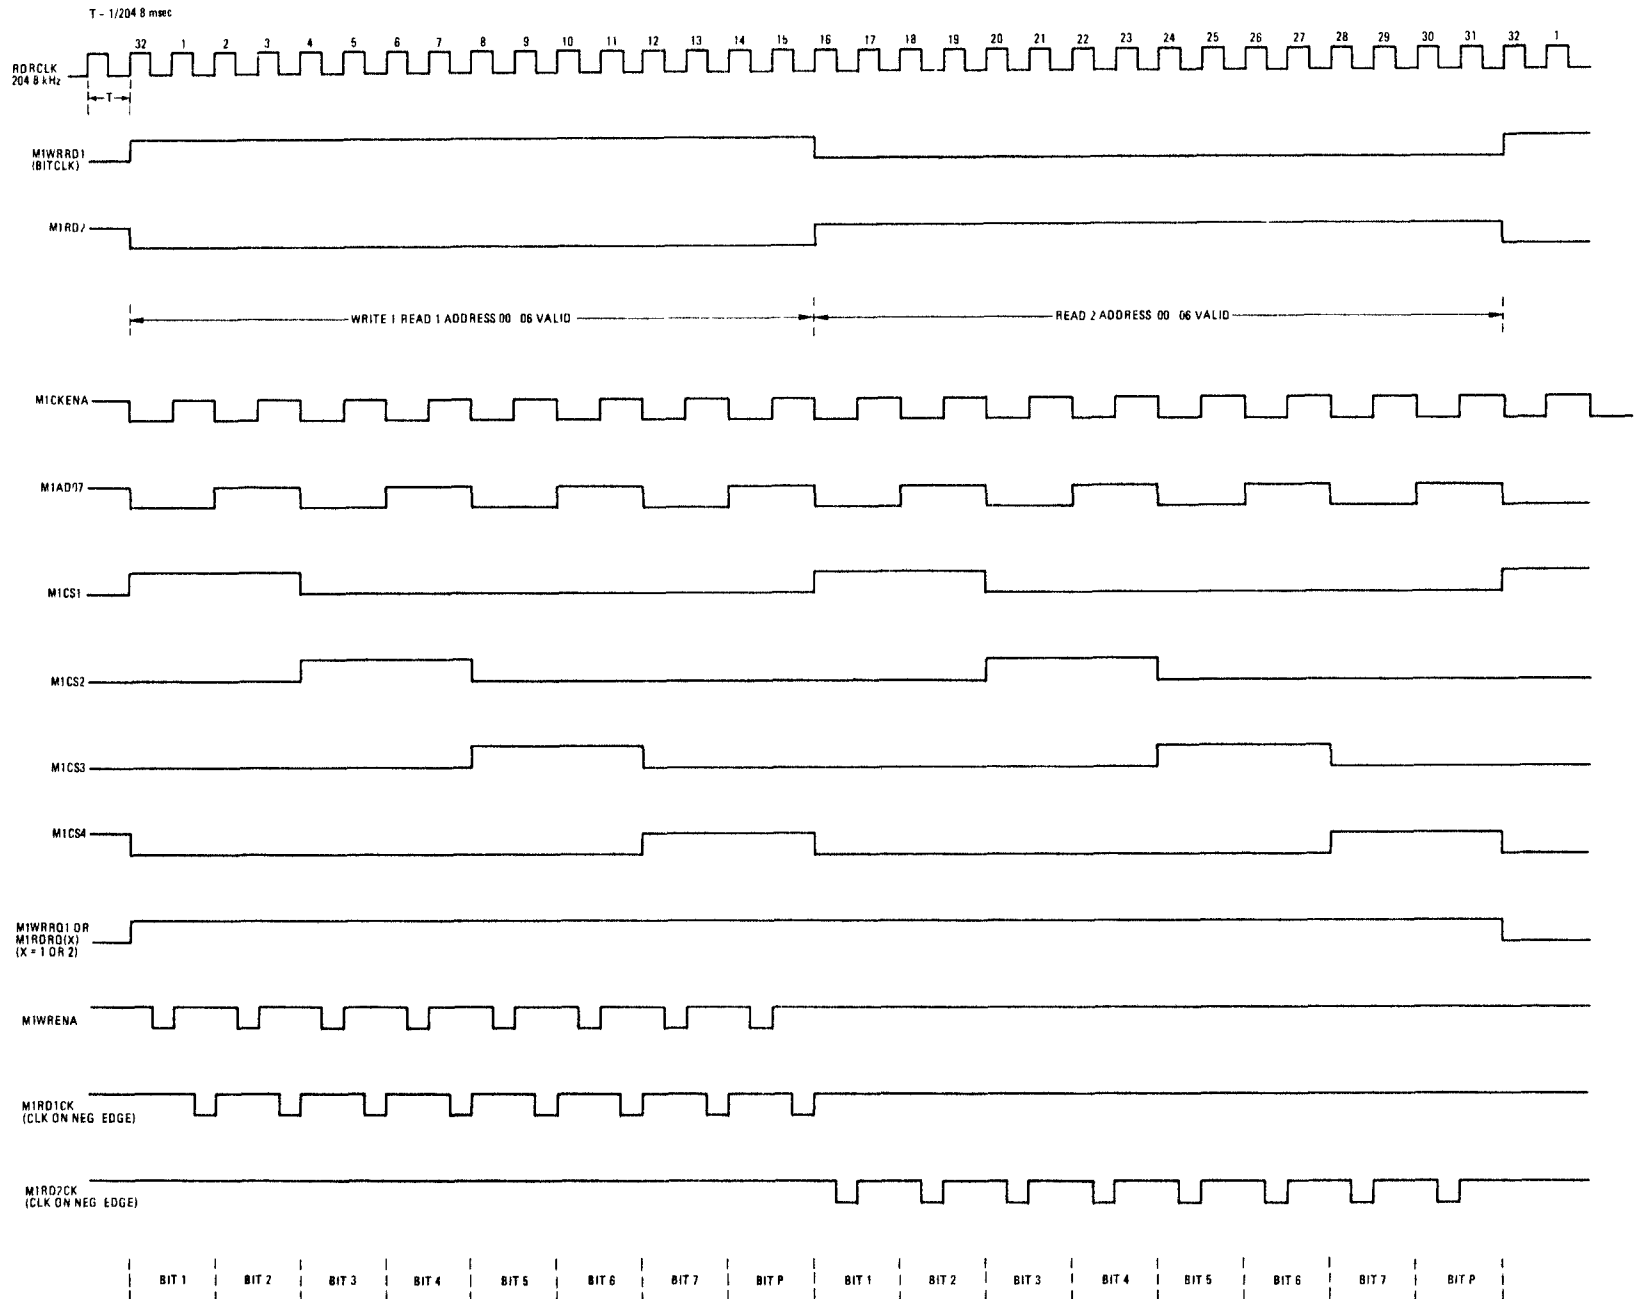 T - 1/204 8 msec
32 1 2 3 4 5 6 7 8 9 10 11 12 13 14 15 16 17 18 19 20 21 22 23 24 25 26 27 28 29 30 31 32 1
RDRCLK
204 8 kHz
T
M1WRRD1
(BITCLK)
M1RD2
WRITE 1 READ 1 ADDRESS 00 06 VALID
READ 2 ADDRESS 00 06 VALID
M1CKENA
M1AD07
M1CS1
M1CS2
M1CS3
M1CS4
M1WRRQ1 OR
M1RDRQ(X)
(X = 1 OR 2)
M1WRENA
M1RD1CK
(CLK ON NEG EDGE)
M1RD2CK
(CLK ON NEG EDGE)
BIT 1 BIT 2 BIT 3 BIT 4 BIT 5 BIT 6 BIT 7 BIT P BIT 1 BIT 2 BIT 3 BIT 4 BIT 5 BIT 6 BIT 7 BIT P